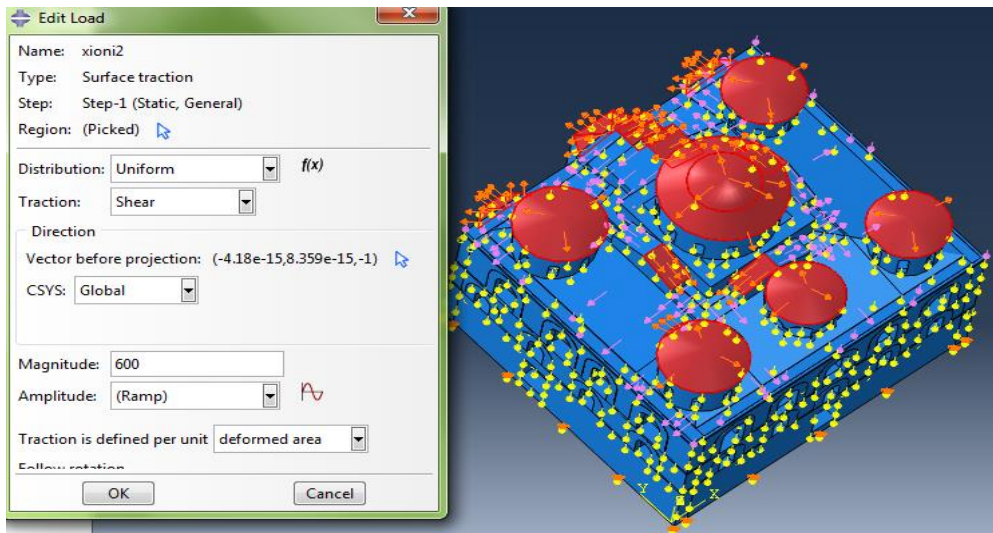 Edit Load
Name: xioni2
Type: Surface traction
Step: Step-1 (Static, General)
Region: (Picked)
Distribution: Uniform f(x)
Traction: Shear
Direction
Vector before projection: (-4.18e-15,8.359e-15,-1)
CSYS: Global
Magnitude: 600
Amplitude: (Ramp)
Traction is defined per unit deformed area
Follow rotation
OK Cancel
Y X